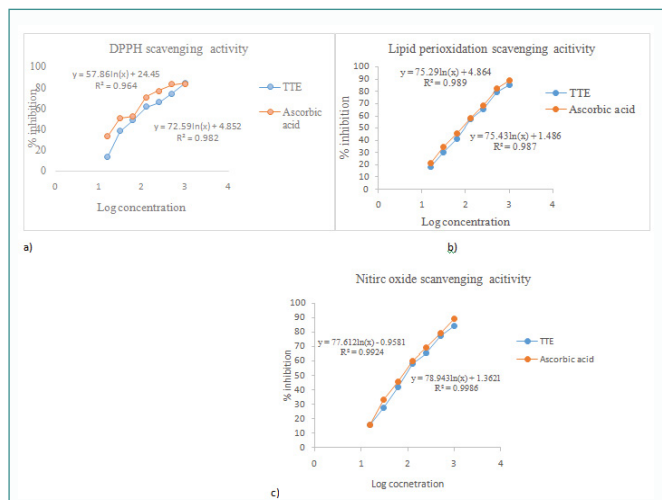 DPPH scavenging activity
100
80
60
40
20
0
0
1
2
3
4
% inhibition
Log concentration
y = 57.86ln(x) + 24.45
R² = 0.964
y = 72.59ln(x) + 4.852
R² = 0.982
TTE
Ascorbic
acid
a)
Lipid perioxidation scavenging acitivity
100
90
80
70
60
50
40
30
20
10
0
0
1
2
3
4
% inhibition
Log concentration
y = 75.29ln(x) + 4.864
R² = 0.989
y = 75.43ln(x) + 1.486
R² = 0.987
TTE
Ascorbic acid
b)
Nitirc oxide scanvenging acitivity
100
90
80
70
60
50
40
30
20
10
0
0
1
2
3
4
% inhibition
Log cocnetration
y = 77.612ln(x) - 0.9581
R² = 0.9924
y = 78.943ln(x) + 1.3621
R² = 0.9986
TTE
Ascorbic acid
c)